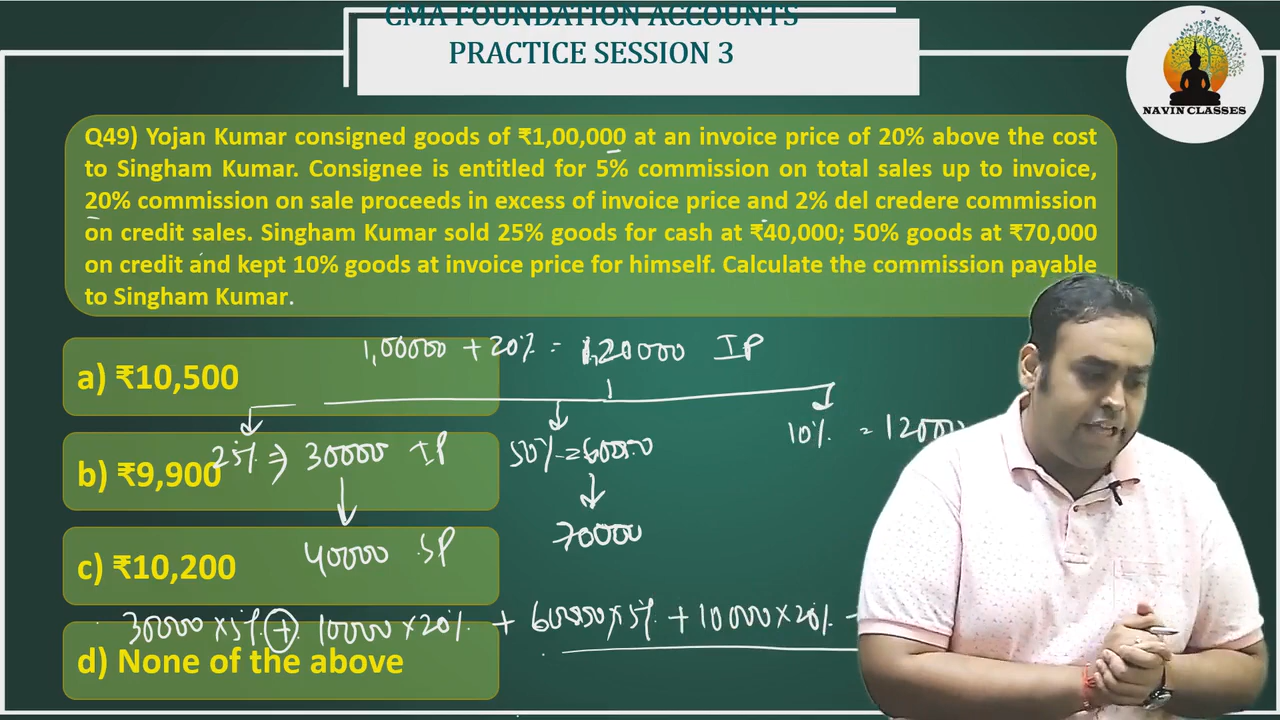 CMA FOUNDATION ACCOUNTS
PRACTICE SESSION 3
NAVIN CLASSES
Q49) Yojan Kumar consigned goods of ₹1,00,000 at an invoice price of 20% above the cost
to Singham Kumar. Consignee is entitled for 5% commission on total sales up to invoice,
20% commission on sale proceeds in excess of invoice price and 2% del credere commission
on credit sales. Singham Kumar sold 25% goods for cash at ₹40,000; 50% goods at ₹70,000
on credit and kept 10% goods at invoice price for himself. Calculate the commission payable
to Singham Kumar.
1,00000 + 20% = 1,20000 IP
a) ₹10,500
25% ⇒ 30000 IP
50% = 60000
10% = 12000
b) ₹9,900
40000 SP
70000
c) ₹10,200
30000 × 5% + 10000 × 20% + 60000 × 5% + 10000 × 20% +
d) None of the above